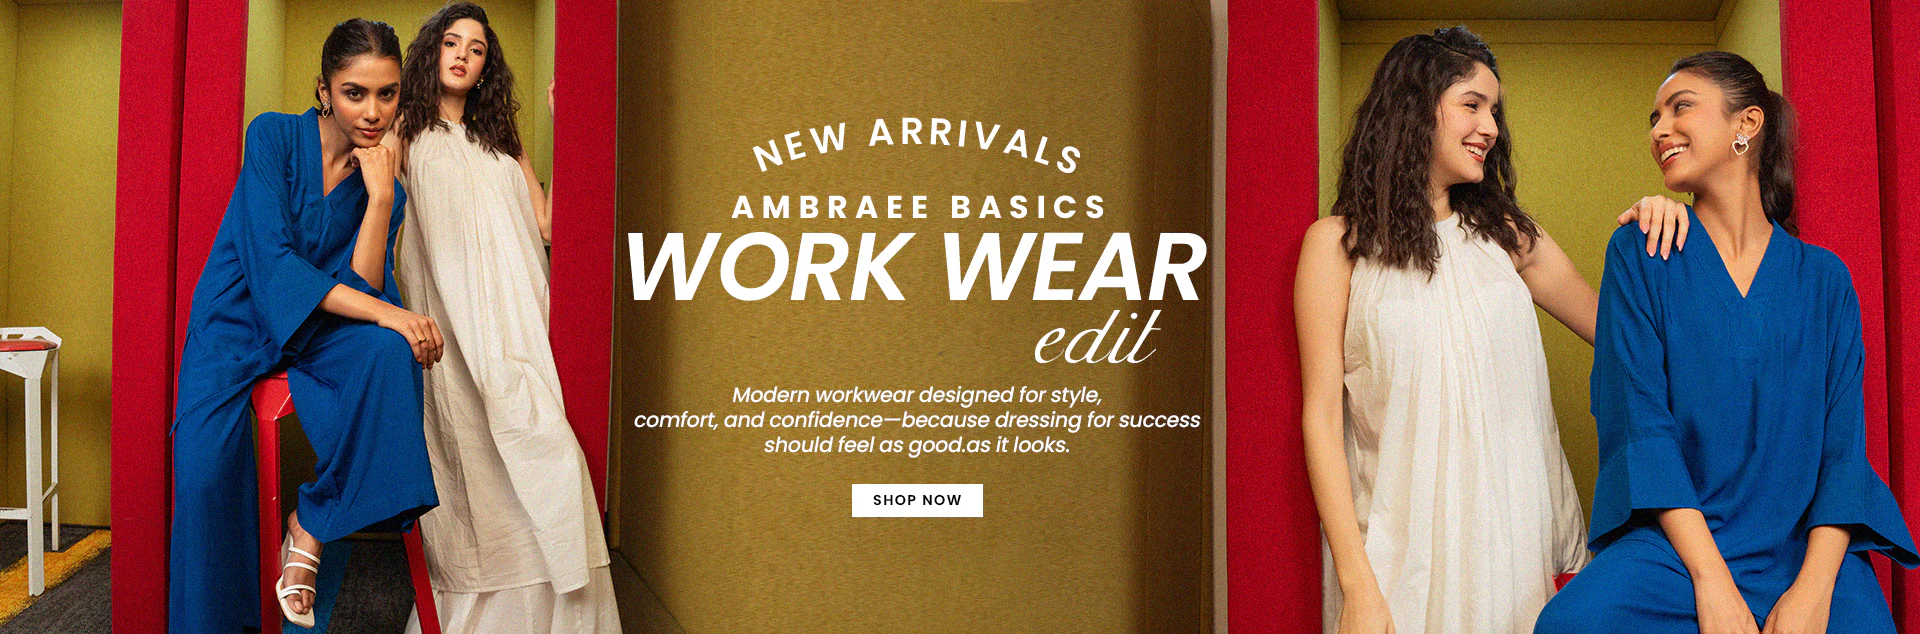 NEW ARRIVALS
AMBRAEE BASICS
WORK WEAR
edit
Modern workwear designed for style,
comfort, and confidence—because dressing for success
should feel as good.as it looks.
SHOP NOW